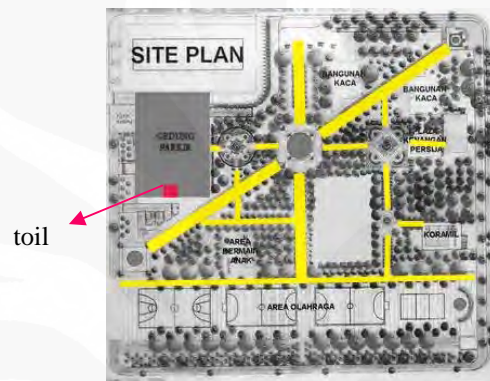 SITE PLAN
BANGUNAN
KACA
BANGUNAN
KACA
GEDUNG
PARKIR
KENANGAN
PERSIJA
toil
KORAMIL
AREA
BERMAIN
ANAK
AREA OLAHRAGA